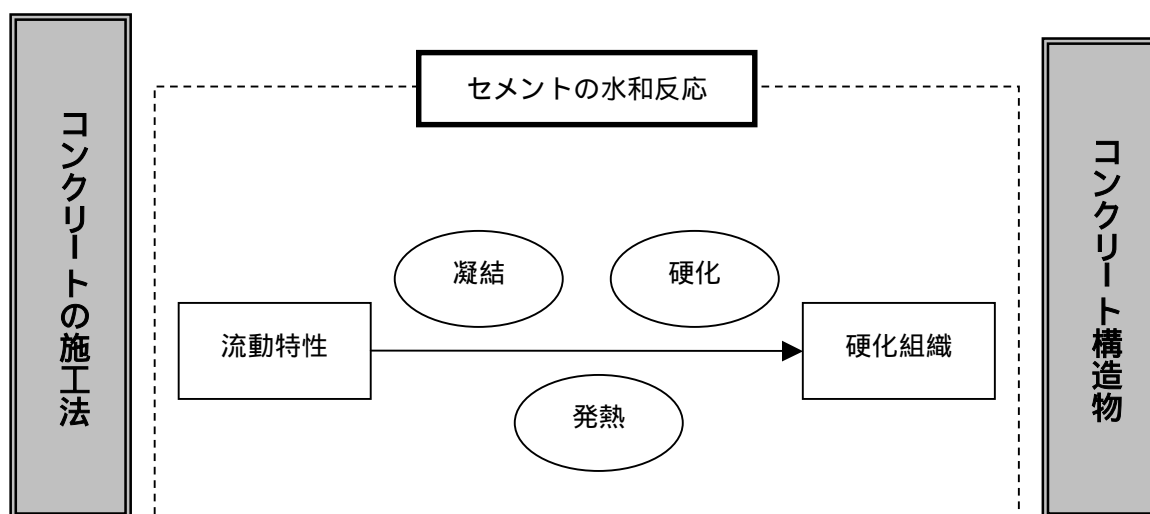 コンクリートの施工法
セメントの水和反応
凝結
硬化
流動特性
硬化組織
発熱
コンクリート構造物